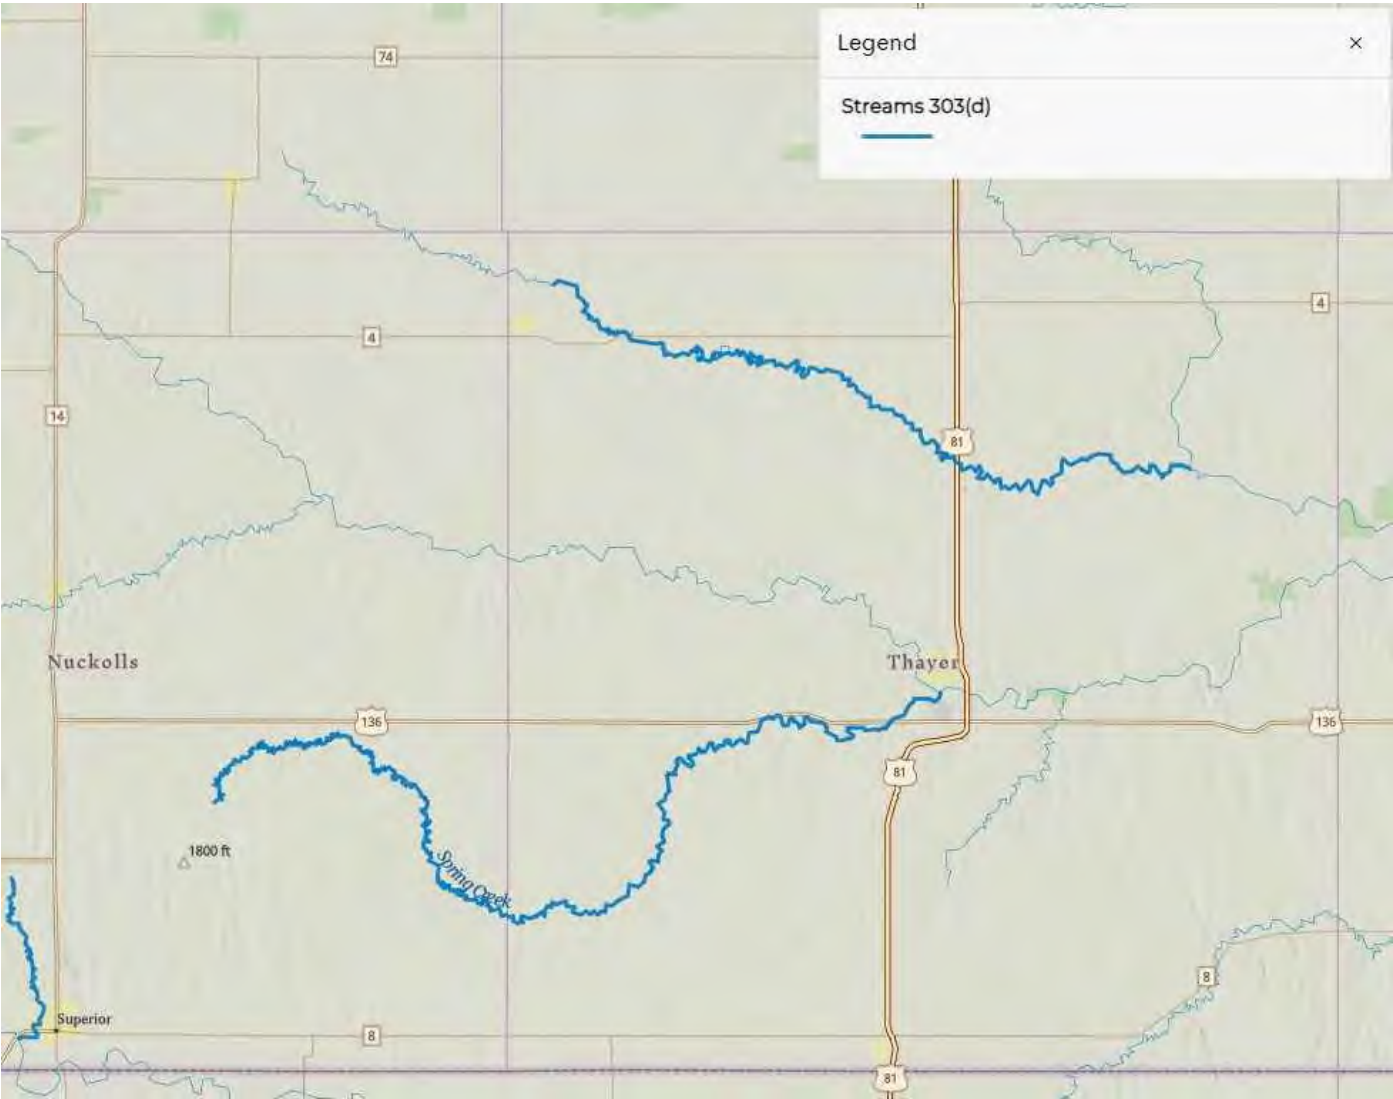 Legend
×
Streams 303(d)
74
4
4
14
81
Nuckolls
Thayer
136
136
81
1800 ft
Spring Creek
8
Superior
8
81